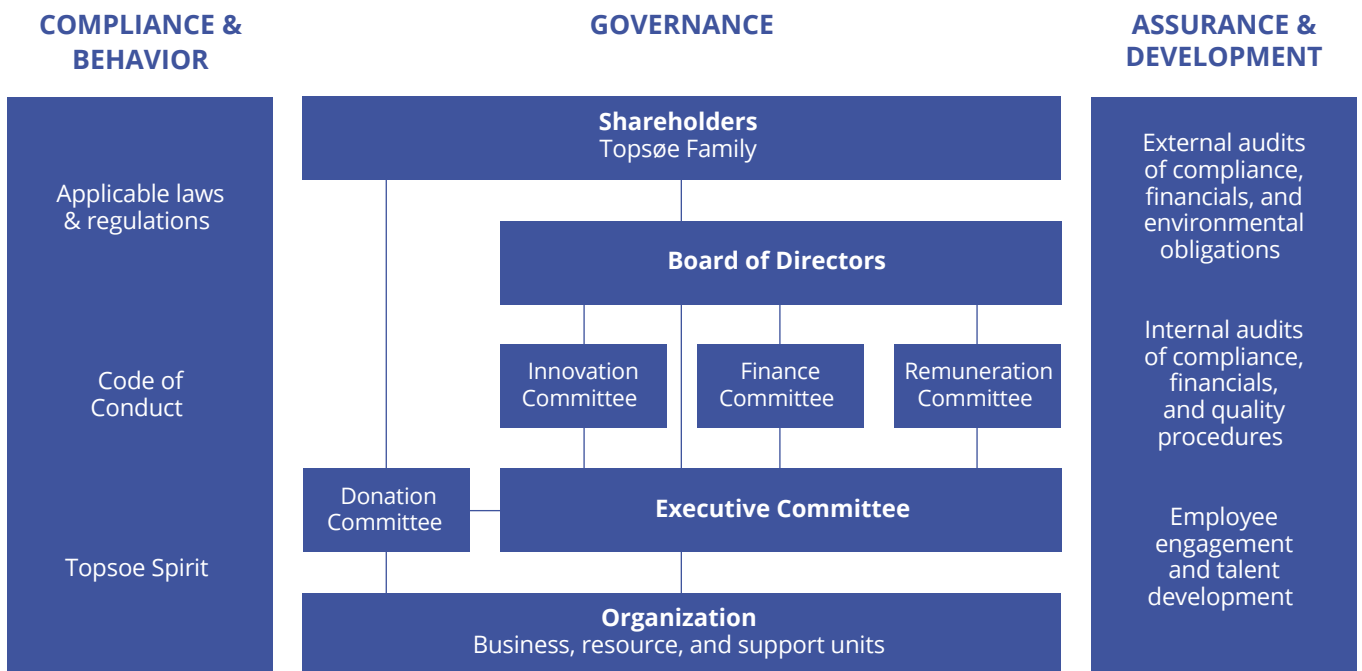 COMPLIANCE &
BEHAVIOR
Applicable laws
& regulations
Code of
Conduct
Topsoe Spirit
GOVERNANCE
Shareholders
Topsøe Family
Board of Directors
Innovation
Committee
Finance
Committee
Remuneration
Committee
Donation
Committee
Executive Committee
Organization
Business, resource, and support units
ASSURANCE &
DEVELOPMENT
External audits
of compliance,
financials, and
environmental
obligations
Internal audits
of compliance,
financials,
and quality
procedures
Employee
engagement
and talent
development